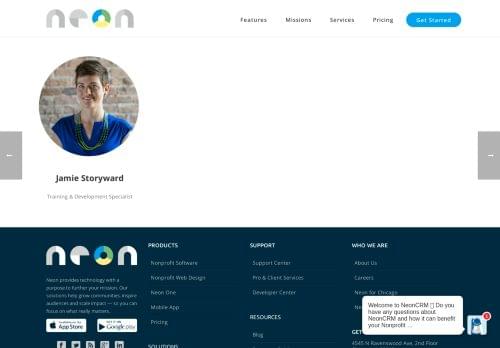 neon
Features
Missions
Services
Pricing
Get Started
←
→
Jamie Storyward
Training & Development Specialist
neon
Neon provides technology with a
purpose to further your mission. Our
solutions help grow communities, inspire
audiences and scale impact — so you
can focus on what really matters.
App Store
Google play
PRODUCTS
Nonprofit Software
Nonprofit Web Design
Neon One
Mobile App
Pricing
SOLUTIONS
SUPPORT
Support Center
Pro & Client Services
Developer Center
RESOURCES
Blog
WHO WE ARE
About Us
Careers
Neon for Chicago
4545 N Ravenswood Ave, 2nd Floor
Welcome to NeonCRM Do you
have any questions about
NeonCRM and how it can benefit
your Nonprofit ...
1